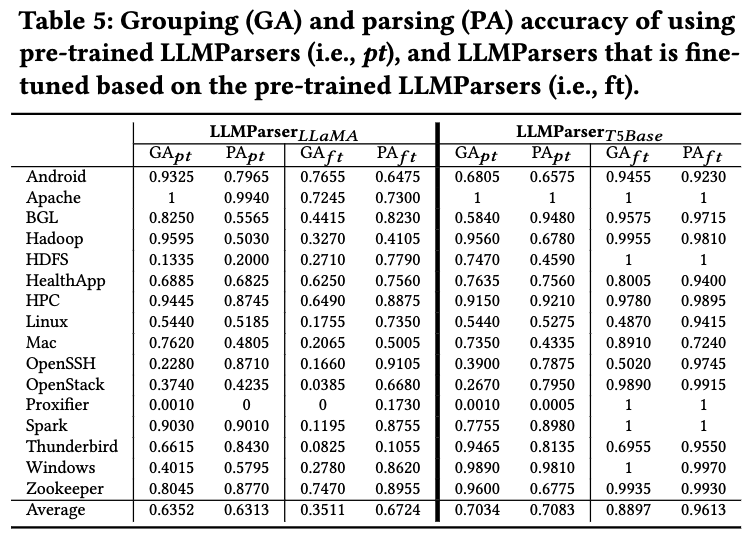 Table 5: Grouping (GA) and parsing (PA) accuracy of using
pre-trained LLMParsers (i.e., pt), and LLMParsers that is fine-
tuned based on the pre-trained LLMParsers (i.e., ft).
LLMParserLLaMA LLMParserT5Base
GApt PApt GAft PAft GApt PApt GAft PAft
Android 0.9325 0.7965 0.7655 0.6475 0.6805 0.6575 0.9455 0.9230
Apache 1 0.9940 0.7245 0.7300 1 1 1 1
BGL 0.8250 0.5565 0.4415 0.8230 0.5840 0.9480 0.9575 0.9715
Hadoop 0.9595 0.5030 0.3270 0.4105 0.9560 0.6780 0.9955 0.9810
HDFS 0.1335 0.2000 0.2710 0.7790 0.7470 0.4590 1 1
HealthApp 0.6885 0.6825 0.6250 0.7560 0.7635 0.7560 0.8005 0.9400
HPC 0.9445 0.8745 0.6490 0.8875 0.9150 0.9210 0.9780 0.9895
Linux 0.5440 0.5185 0.1755 0.7350 0.5440 0.5275 0.4870 0.9415
Mac 0.7620 0.4805 0.2065 0.5005 0.7350 0.4335 0.8910 0.7240
OpenSSH 0.2280 0.8710 0.1660 0.9105 0.3900 0.7875 0.5020 0.9745
OpenStack 0.3740 0.4235 0.0385 0.6680 0.2670 0.7950 0.9890 0.9915
Proxifier 0.0010 0 0 0.1730 0.0010 0.0005 1 1
Spark 0.9030 0.9010 0.1195 0.8755 0.7755 0.8980 1 1
Thunderbird 0.6615 0.8430 0.0825 0.1055 0.9465 0.8135 0.6955 0.9550
Windows 0.4015 0.5795 0.2780 0.8620 0.9890 0.9810 1 0.9970
Zookeeper 0.8045 0.8770 0.7470 0.8955 0.9600 0.6775 0.9935 0.9930
Average 0.6352 0.6313 0.3511 0.6724 0.7034 0.7083 0.8897 0.9613